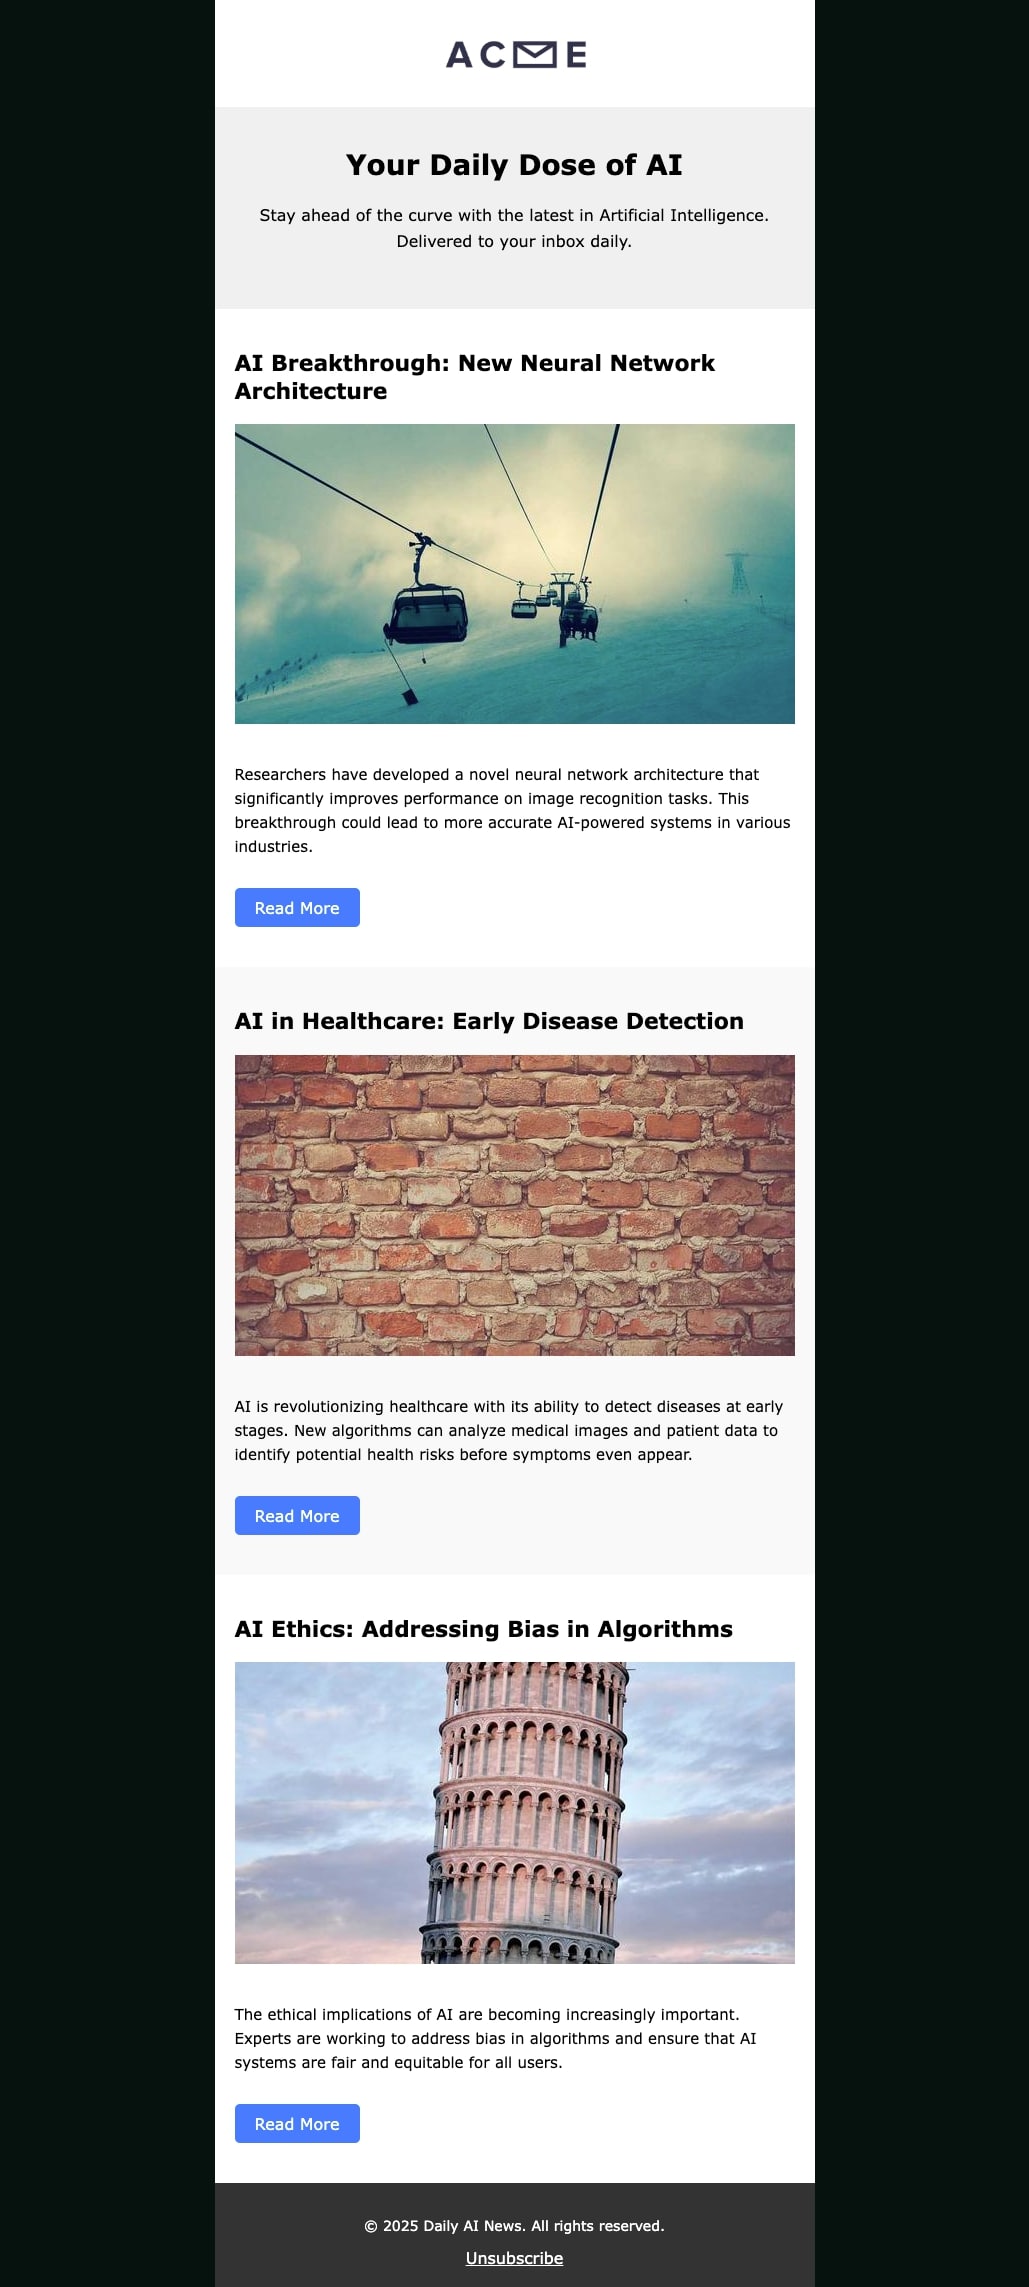 ACME
Your Daily Dose of AI
Stay ahead of the curve with the latest in Artificial Intelligence.
Delivered to your inbox daily.
AI Breakthrough: New Neural Network
Architecture
Researchers have developed a novel neural network architecture that
significantly improves performance on image recognition tasks. This
breakthrough could lead to more accurate AI-powered systems in various
industries.
Read More
AI in Healthcare: Early Disease Detection
AI is revolutionizing healthcare with its ability to detect diseases at early
stages. New algorithms can analyze medical images and patient data to
identify potential health risks before symptoms even appear.
Read More
AI Ethics: Addressing Bias in Algorithms
The ethical implications of AI are becoming increasingly important.
Experts are working to address bias in algorithms and ensure that AI
systems are fair and equitable for all users.
Read More
© 2025 Daily AI News. All rights reserved.
Unsubscribe